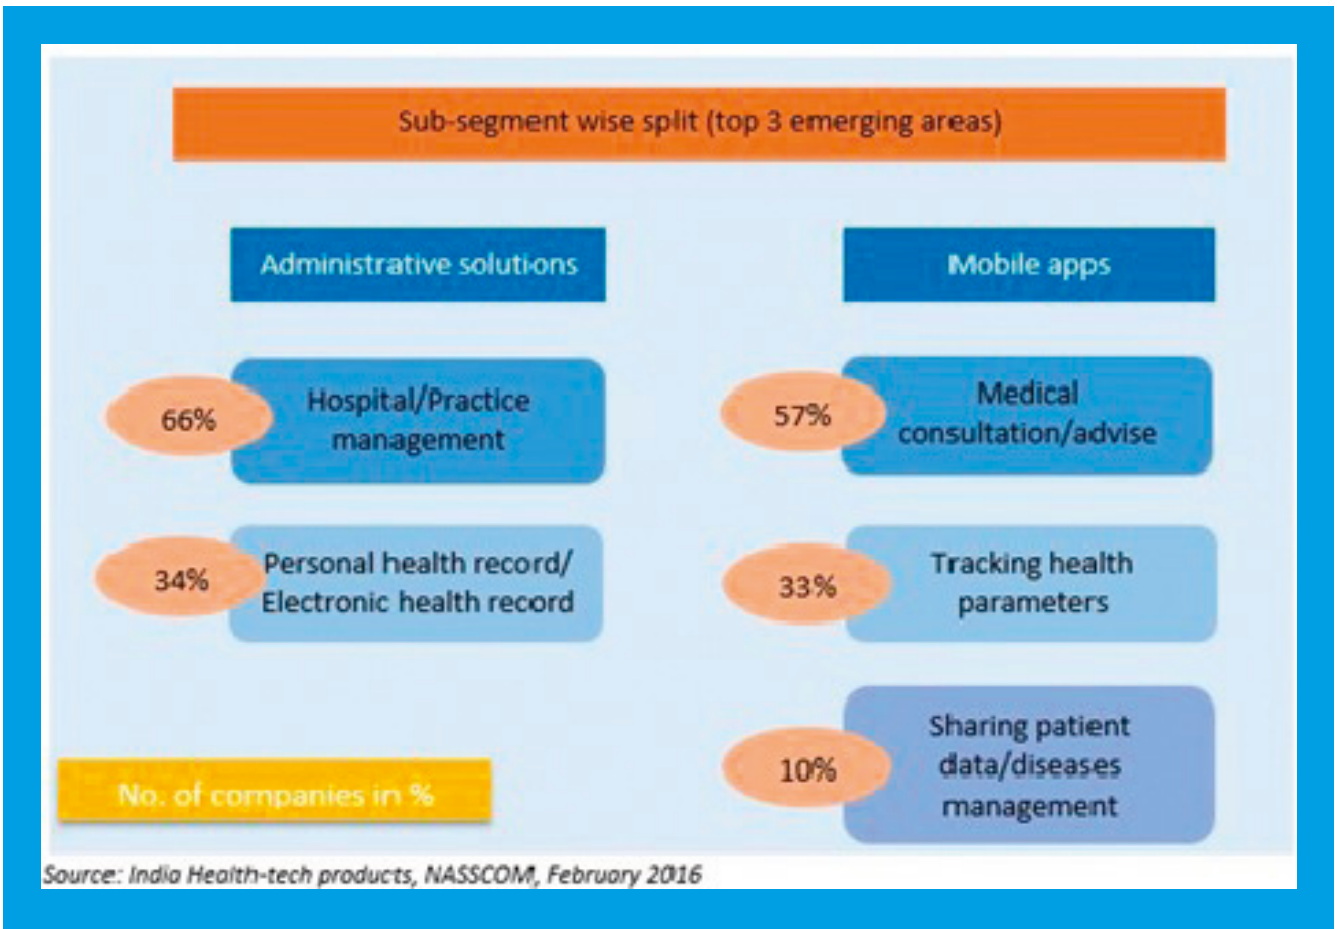 Sub-segment wise split (top 3 emerging areas)
Administrative solutions
66%
Hospital/Practice
management
34%
Personal health record/
Electronic health record
Mobile apps
57%
Medical
consultation/advise
33%
Tracking health
parameters
10%
Sharing patient
data/diseases
management
No. of companies in %
Source: India Health-tech products, NASSCOM, February 2016